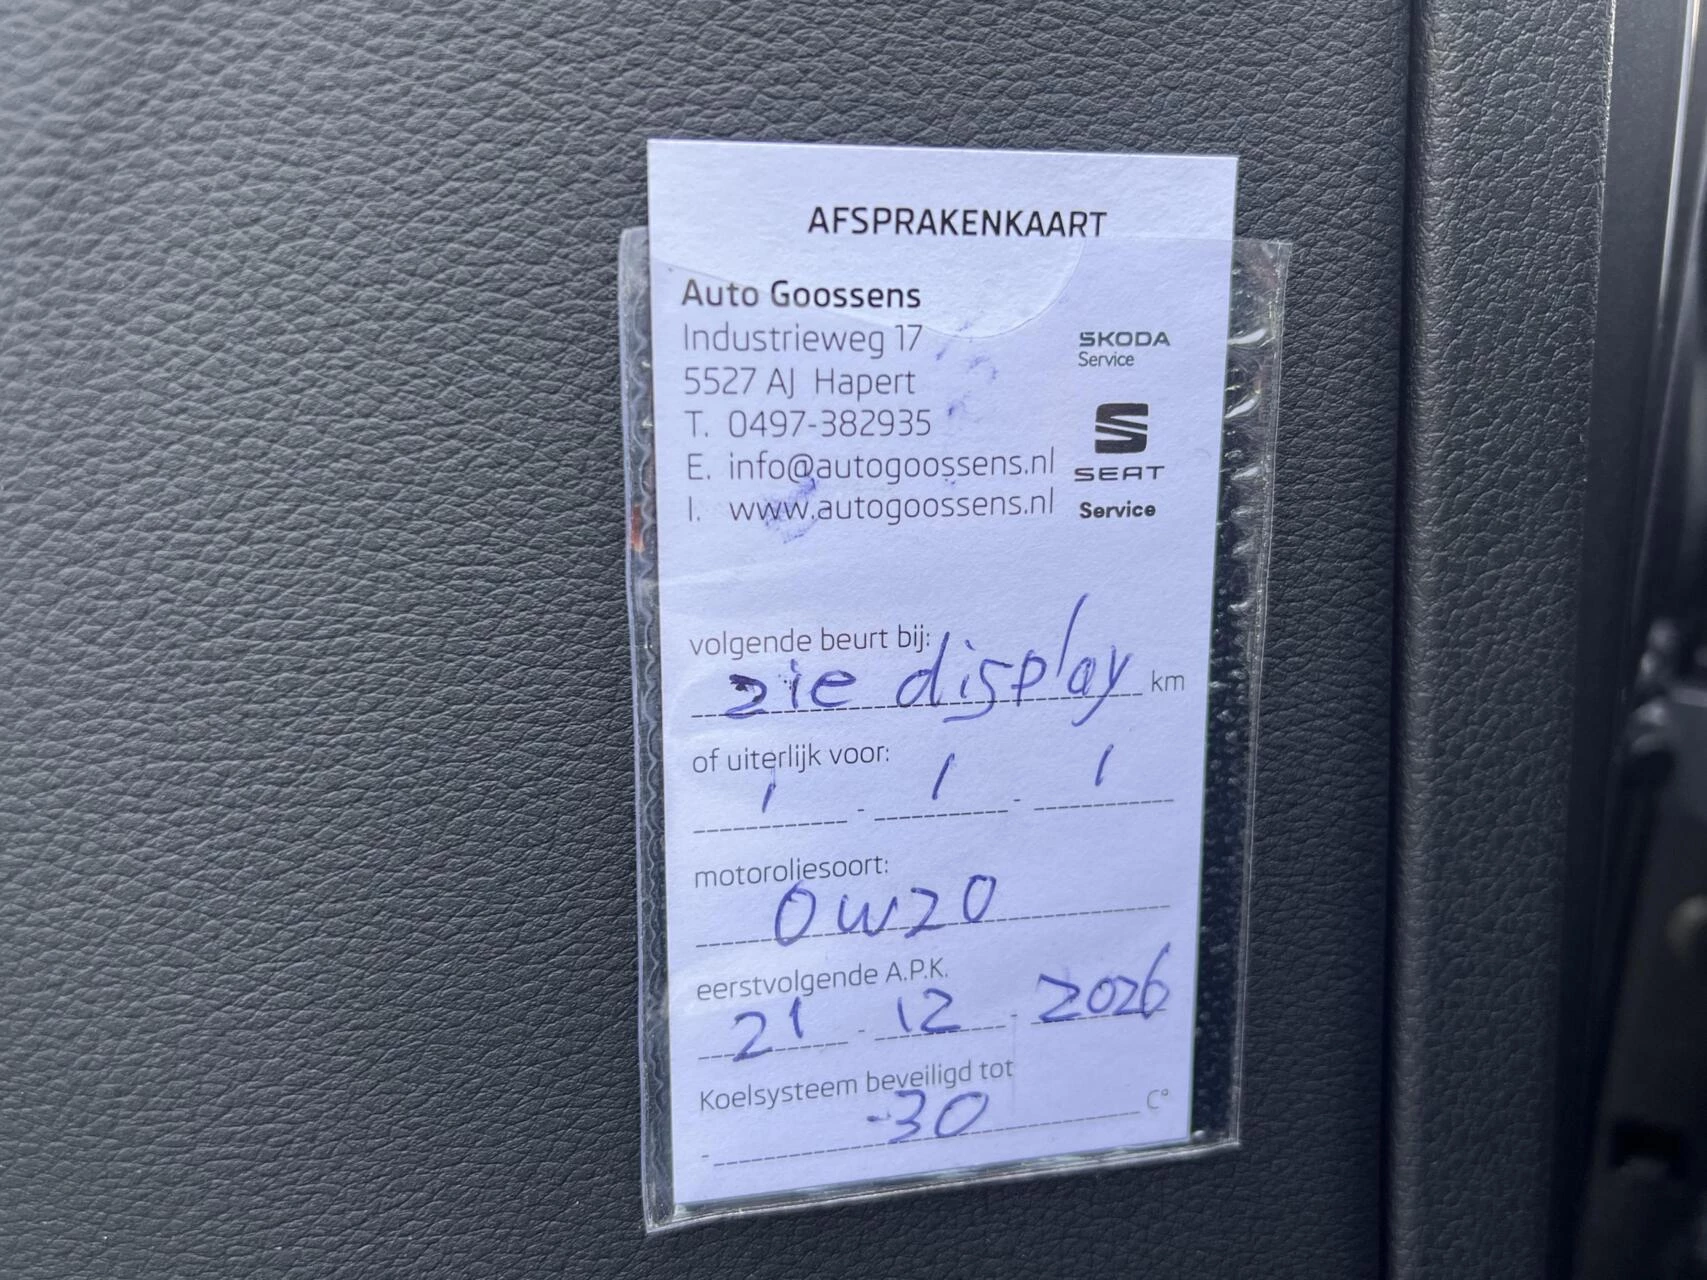 AFSPRAKENKAART
Auto Goossens
Industrieweg 17
5527 AJ Hapert
T. 0497-382935
E. info@autogoossens.nl
I. www.autogoossens.nl
SKODA
Service
SEAT
Service
volgende beurt bij:
zie display km
of uiterlijk voor:
/ - / - /
motoroliesoort:
0w20
eerstvolgende A.P.K.
21 - 12 - 2026
Koelsysteem beveiligd tot
- -30 C°